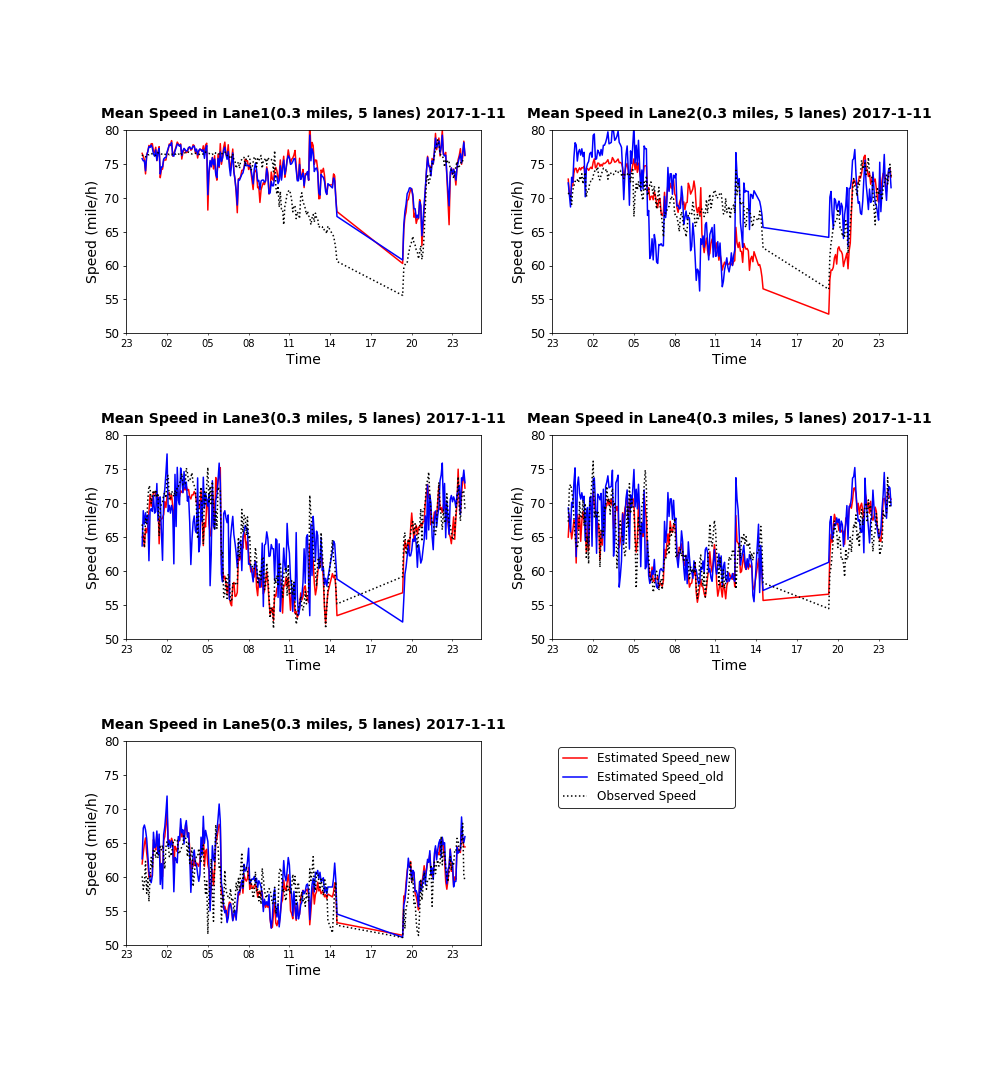 Mean Speed in Lane1(0.3 miles, 5 lanes) 2017-1-11
80
75
70
65
60
55
50
Speed (mile/h)
23 02 05 08 11 14 17 20 23
Time
Mean Speed in Lane2(0.3 miles, 5 lanes) 2017-1-11
80
75
70
65
60
55
50
Speed (mile/h)
23 02 05 08 11 14 17 20 23
Time
Mean Speed in Lane3(0.3 miles, 5 lanes) 2017-1-11
80
75
70
65
60
55
50
Speed (mile/h)
23 02 05 08 11 14 17 20 23
Time
Mean Speed in Lane4(0.3 miles, 5 lanes) 2017-1-11
80
75
70
65
60
55
50
Speed (mile/h)
23 02 05 08 11 14 17 20 23
Time
Mean Speed in Lane5(0.3 miles, 5 lanes) 2017-1-11
80
75
70
65
60
55
50
Speed (mile/h)
23 02 05 08 11 14 17 20 23
Time
Estimated Speed_new
Estimated Speed_old
Observed Speed